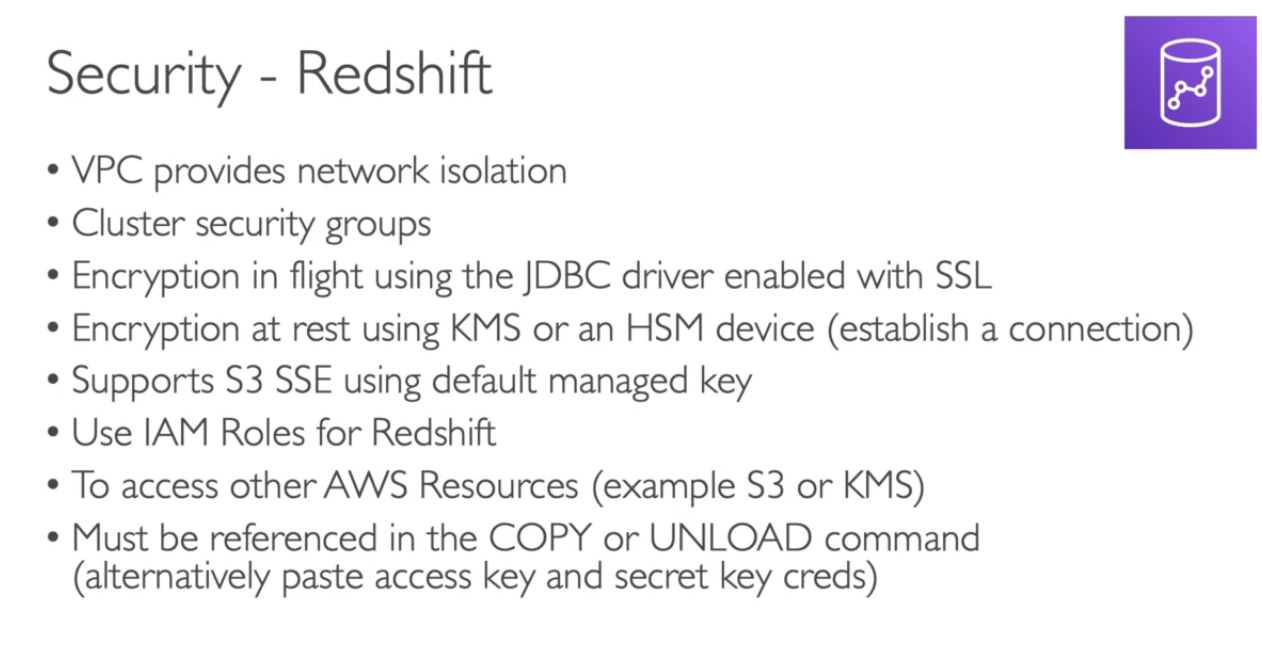 Security - Redshift
• VPC provides network isolation
• Cluster security groups
• Encryption in flight using the JDBC driver enabled with SSL
• Encryption at rest using KMS or an HSM device (establish a connection)
• Supports S3 SSE using default managed key
• Use IAM Roles for Redshift
• To access other AWS Resources (example S3 or KMS)
• Must be referenced in the COPY or UNLOAD command
(alternatively paste access key and secret key creds)